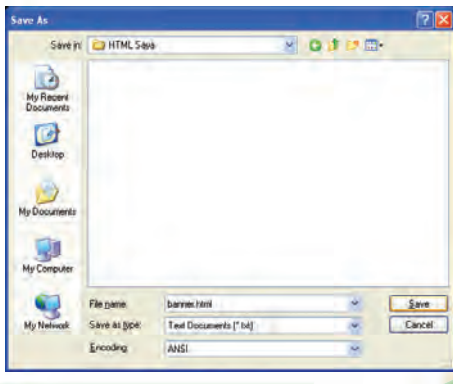 Save As
Save in: HTML Sava
My Recent
Documents
Desktop
My Documents
My Computer
My Network
File name: banner.html
Save as type: Text Documents (*.txt)
Encoding: ANSI
Save
Cancel